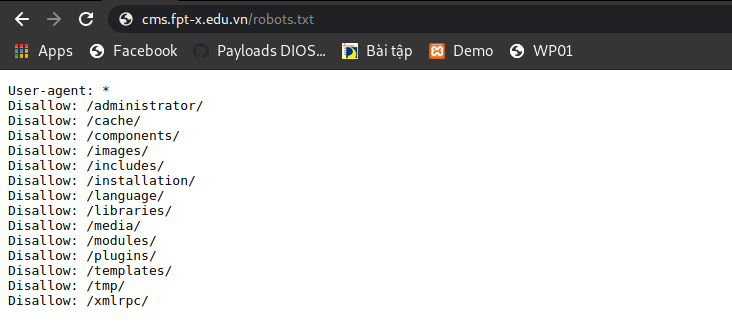 cms.fpt-x.edu.vn/robots.txt
Apps Facebook Payloads DIOS... Bài tập Demo WP01
User-agent: *
Disallow: /administrator/
Disallow: /cache/
Disallow: /components/
Disallow: /images/
Disallow: /includes/
Disallow: /installation/
Disallow: /language/
Disallow: /libraries/
Disallow: /media/
Disallow: /modules/
Disallow: /plugins/
Disallow: /templates/
Disallow: /tmp/
Disallow: /xmlrpc/